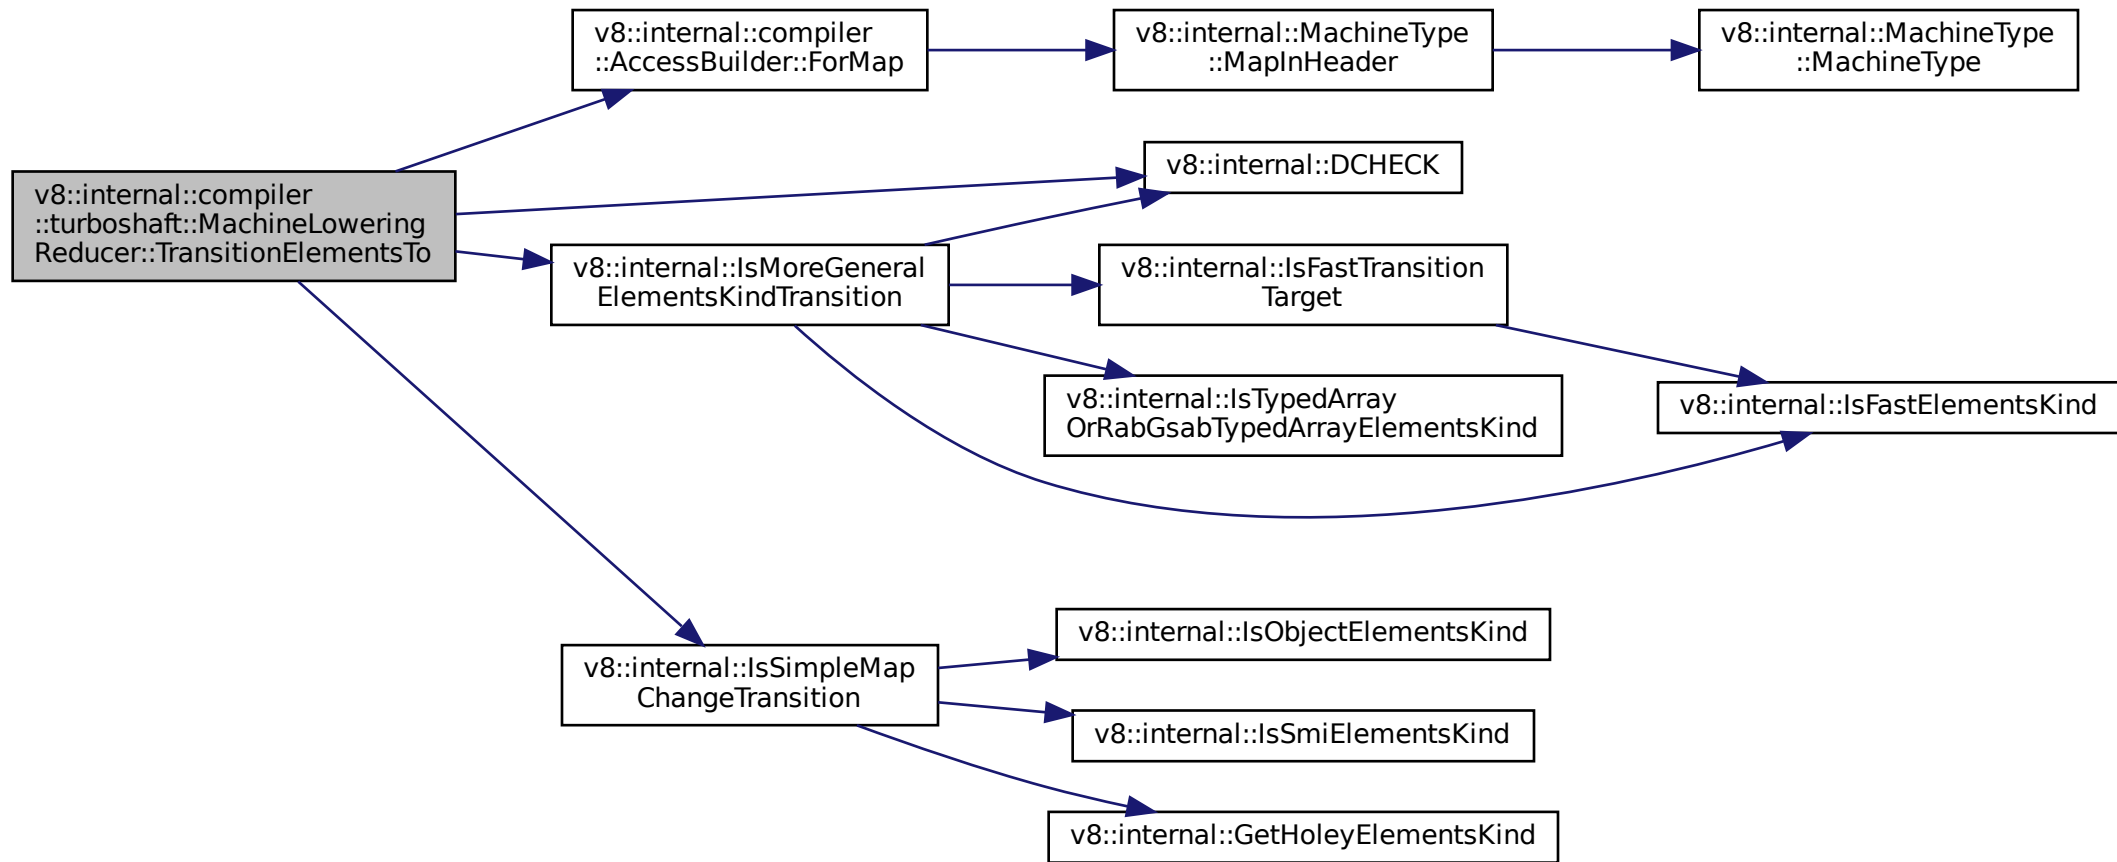 v8::internal::compiler
::AccessBuilder::ForMap
v8::internal::MachineType
::MapInHeader
v8::internal::MachineType
::MachineType
v8::internal::DCHECK
v8::internal::compiler
::turboshaft::MachineLowering
Reducer::TransitionElementsTo
v8::internal::IsMoreGeneral
ElementsKindTransition
v8::internal::IsFastTransition
Target
v8::internal::IsTypedArray
OrRabGsabTypedArrayElementsKind
v8::internal::IsFastElementsKind
v8::internal::IsObjectElementsKind
v8::internal::IsSimpleMap
ChangeTransition
v8::internal::IsSmiElementsKind
v8::internal::GetHoleyElementsKind